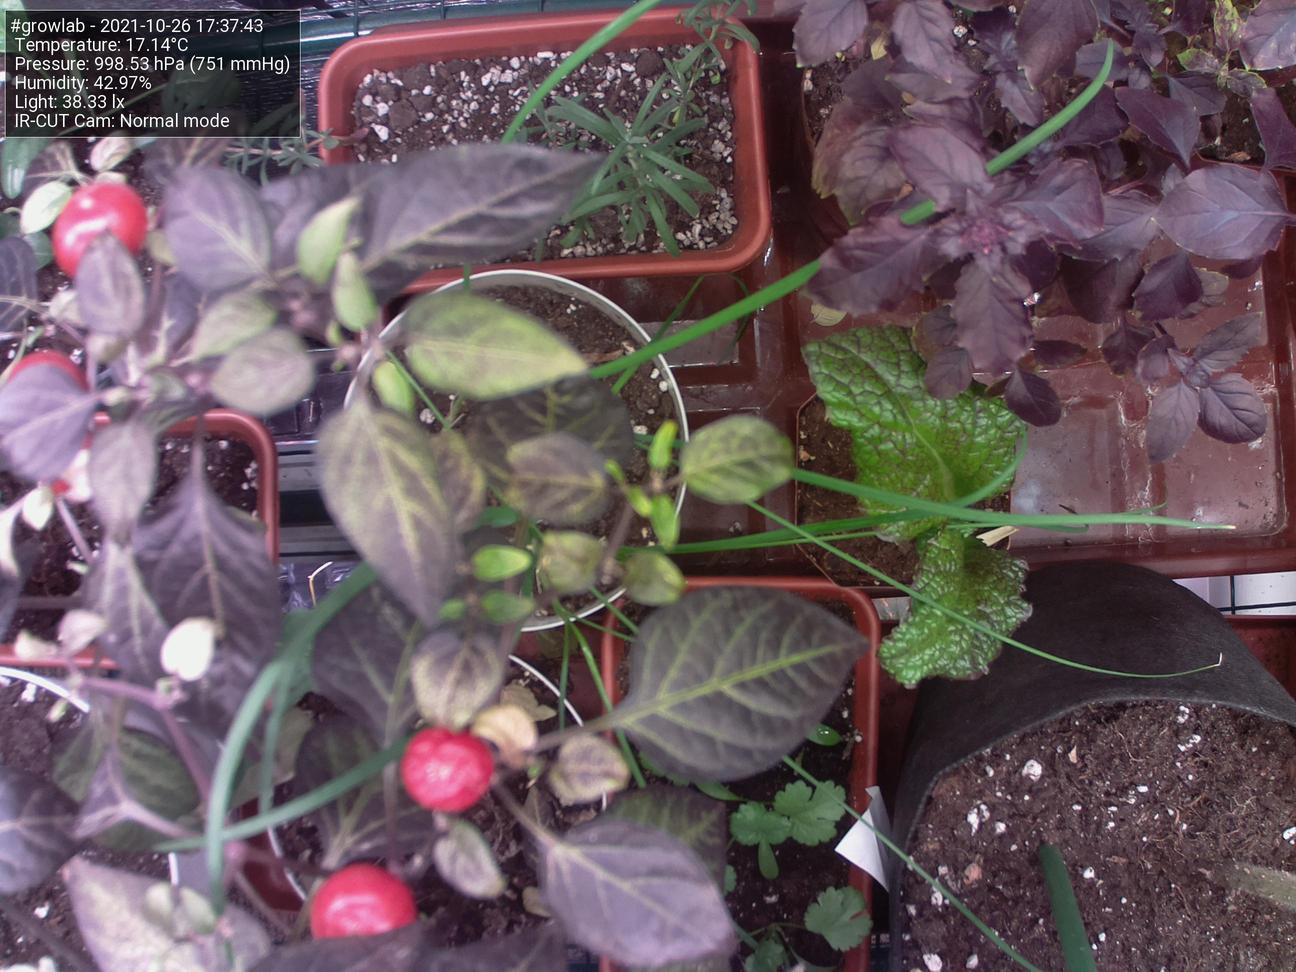 #growlab - 2021-10-26 17:37:43
Temperature: 17.14°C
Pressure: 998.53 hPa (751 mmHg)
Humidity: 42.97%
Light: 38.33 lx
IR-CUT Cam: Normal mode